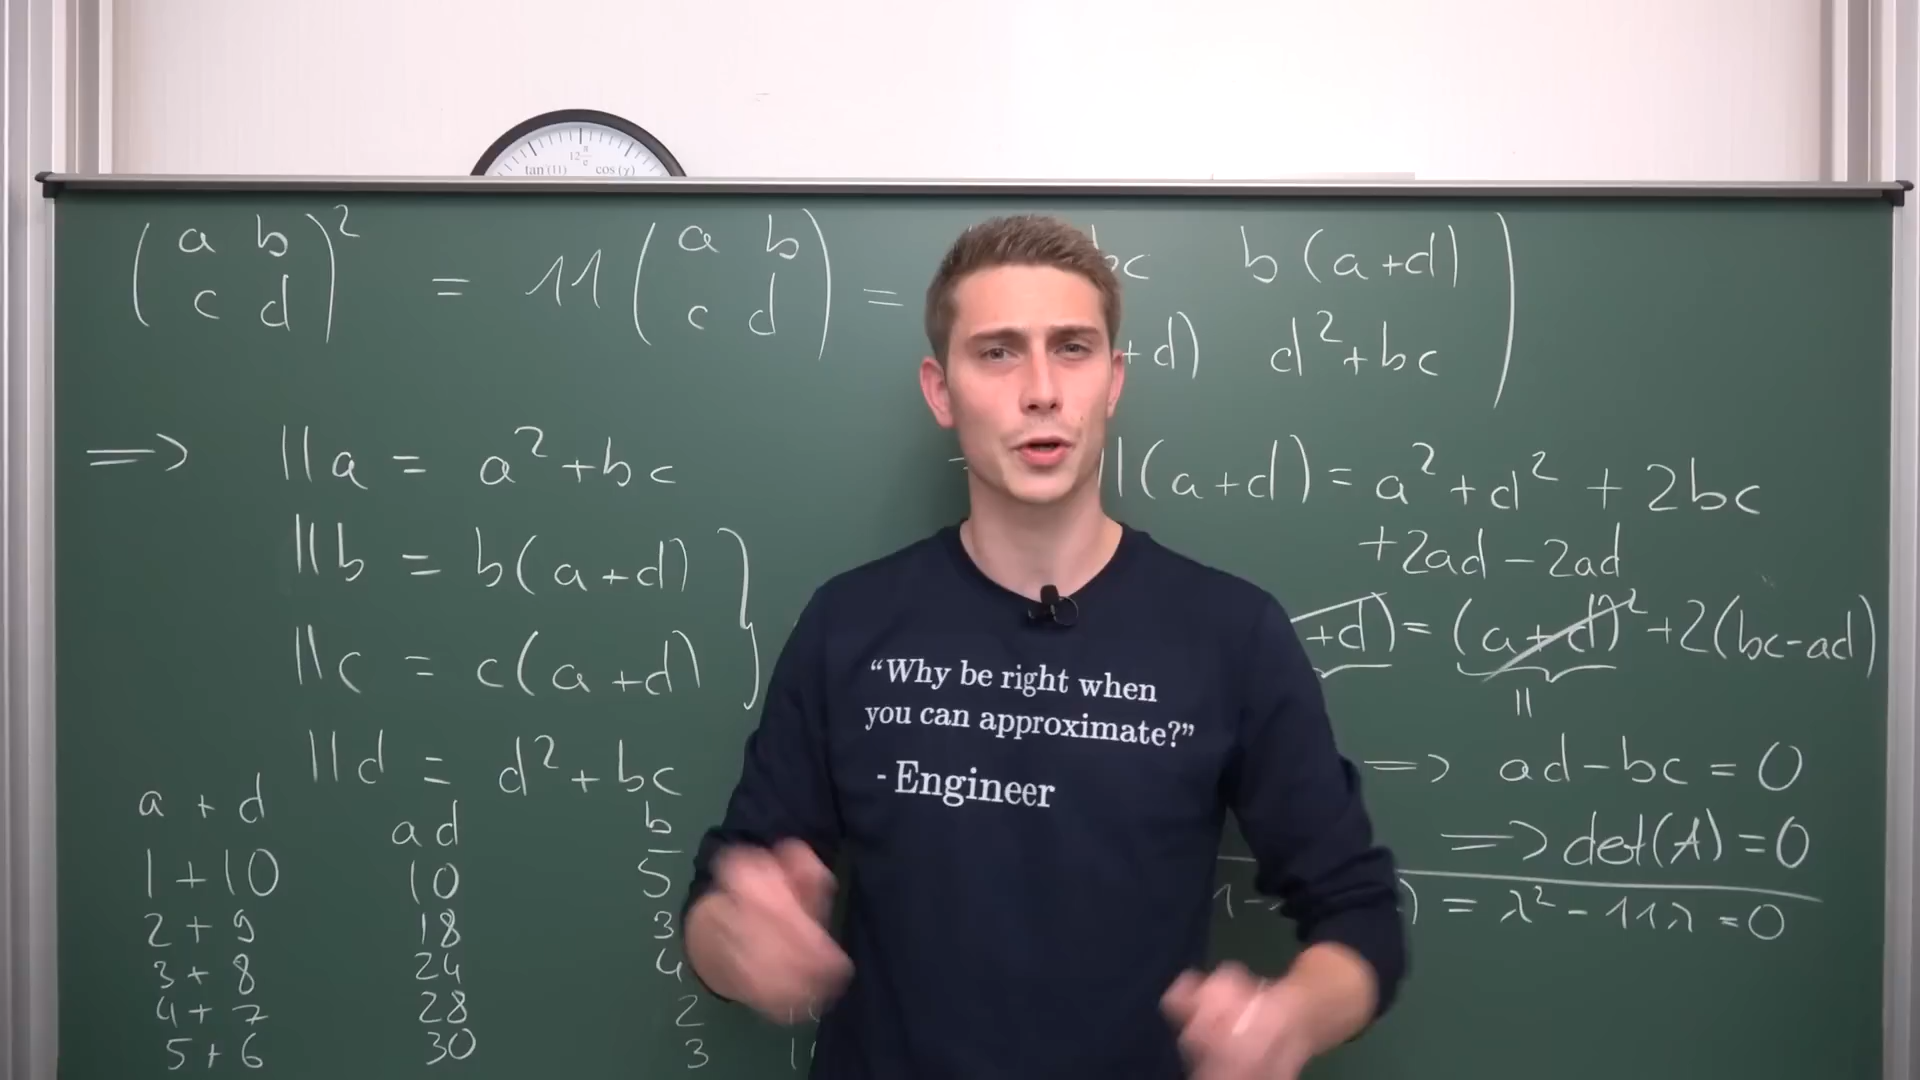 12 π/e
tan⁻¹(11) cos(γ)
(a b)² = 11 (a b) = bc b(a+d)
(c d) (c d) +d) d²+bc
⟹ 11a = a²+bc
11b = b(a+d)
11c = c(a+d)
11d = d²+bc
11(a+d) = a²+d²+2bc
+2ad-2ad
+d) = (a+d)²+2(bc-ad)
11
⟹ ad-bc = 0
⟹ det(A) = 0
) = λ²-11λ = 0
a+d ad b
1+10 10 5
2+9 18 3
3+8 24 4
4+7 28 2
5+6 30 3
“Why be right when
you can approximate?”
- Engineer